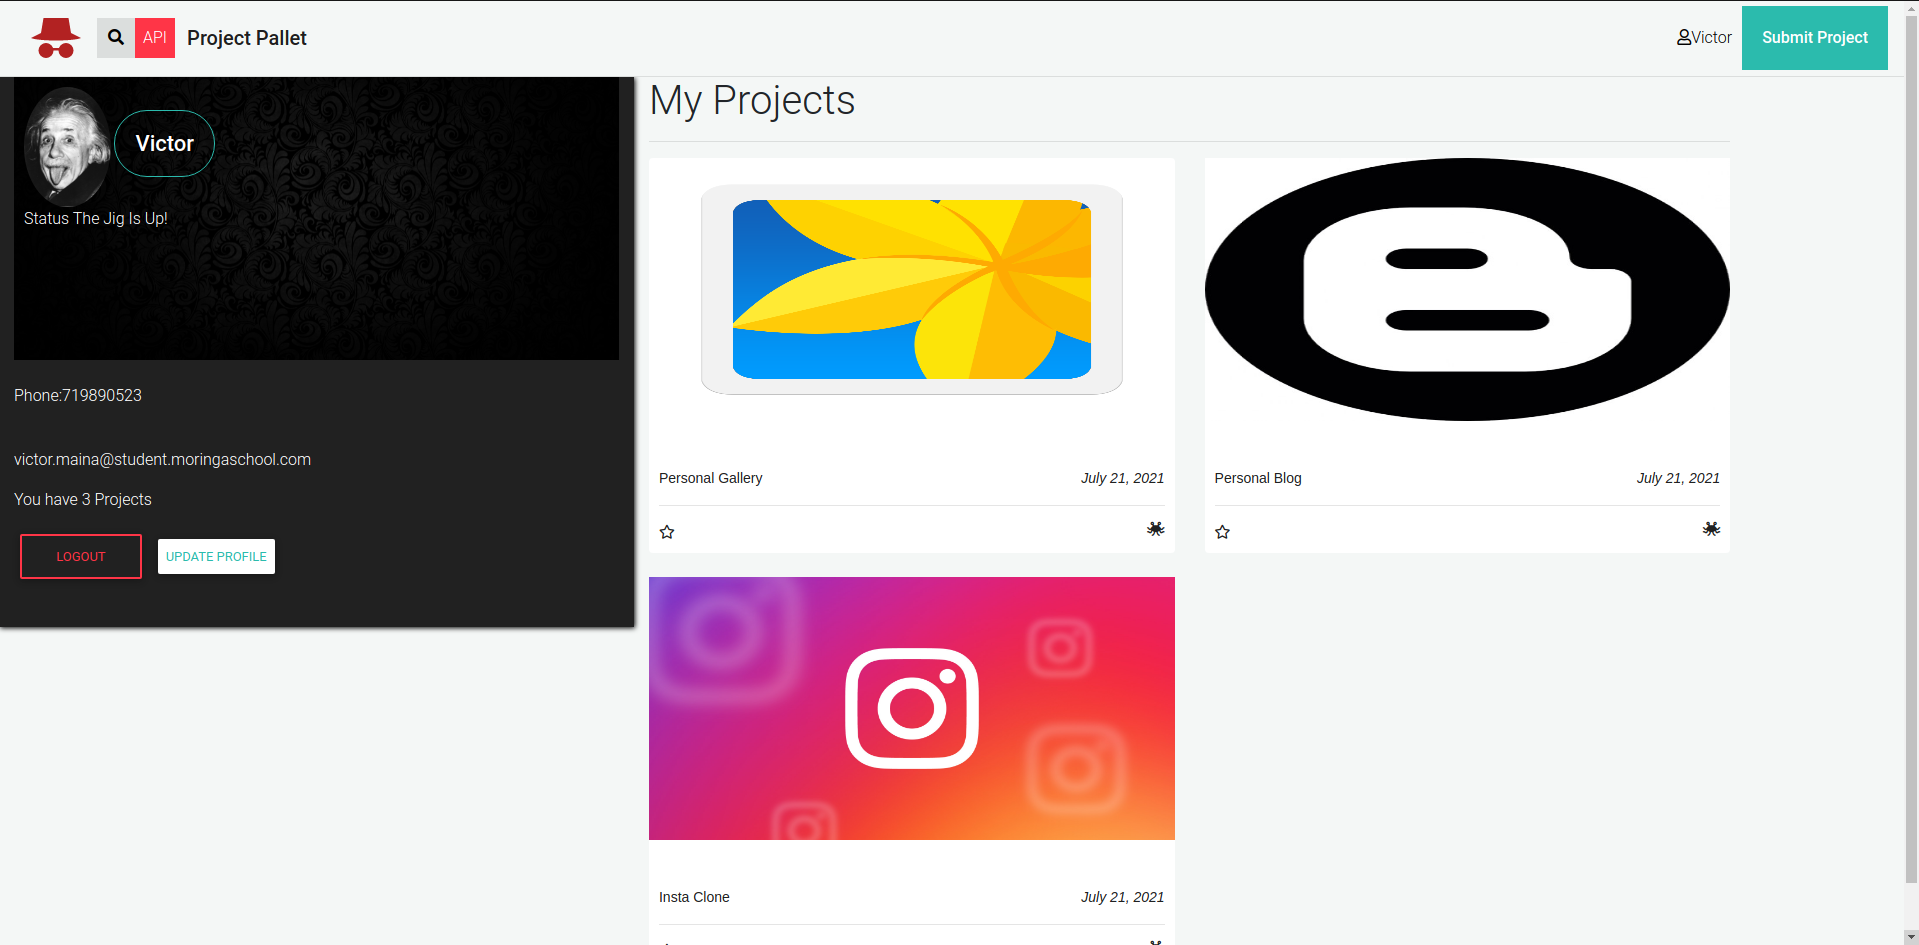 API
Project Pallet
Victor
Submit Project
Victor
Status The Jig Is Up!
Phone:719890523
victor.maina@student.moringaschool.com
You have 3 Projects
LOGOUT
UPDATE PROFILE
My Projects
Personal Gallery
July 21, 2021
Personal Blog
July 21, 2021
Insta Clone
July 21, 2021